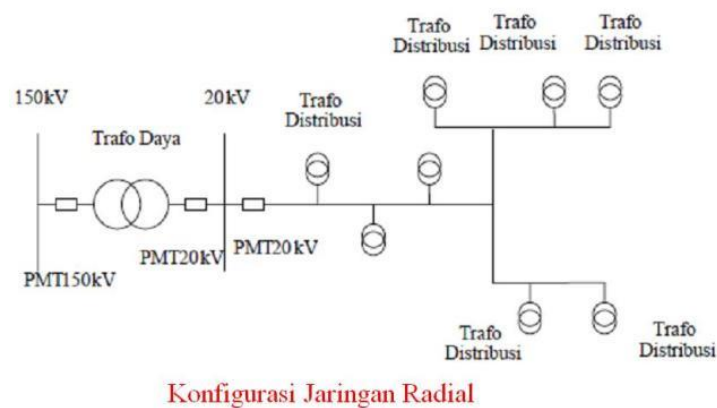 Trafo
Distribusi
Trafo
Distribusi
Trafo
Distribusi
150kV
20kV
Trafo
Distribusi
Trafo Daya
PMT150kV
PMT20kV
PMT20kV
Trafo
Distribusi
Trafo
Distribusi
Konfigurasi Jaringan Radial